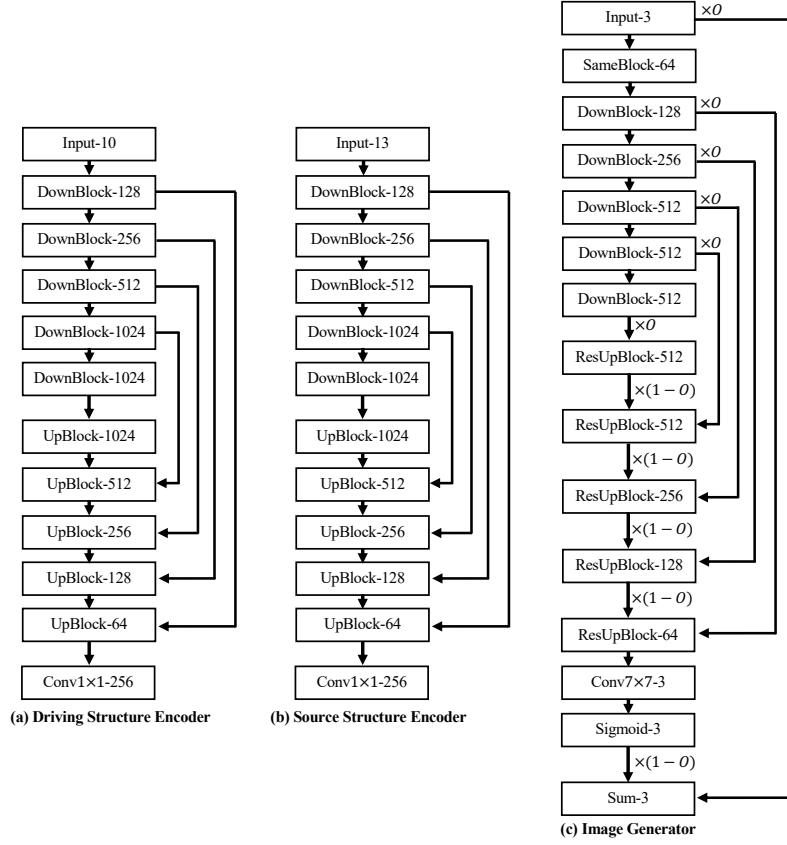 Input-10
DownBlock-128
DownBlock-256
DownBlock-512
DownBlock-1024
DownBlock-1024
UpBlock-1024
UpBlock-512
UpBlock-256
UpBlock-128
UpBlock-64
Conv1×1-256
(a) Driving Structure Encoder
Input-13
DownBlock-128
DownBlock-256
DownBlock-512
DownBlock-1024
DownBlock-1024
UpBlock-1024
UpBlock-512
UpBlock-256
UpBlock-128
UpBlock-64
Conv1×1-256
(b) Source Structure Encoder
Input-3
×O
SameBlock-64
DownBlock-128
×O
DownBlock-256
×O
DownBlock-512
×O
DownBlock-512
×O
DownBlock-512
×O
ResUpBlock-512
×(1−O)
ResUpBlock-512
×(1−O)
ResUpBlock-256
×(1−O)
ResUpBlock-128
×(1−O)
ResUpBlock-64
Conv7×7-3
Sigmoid-3
×(1−O)
Sum-3
(c) Image Generator